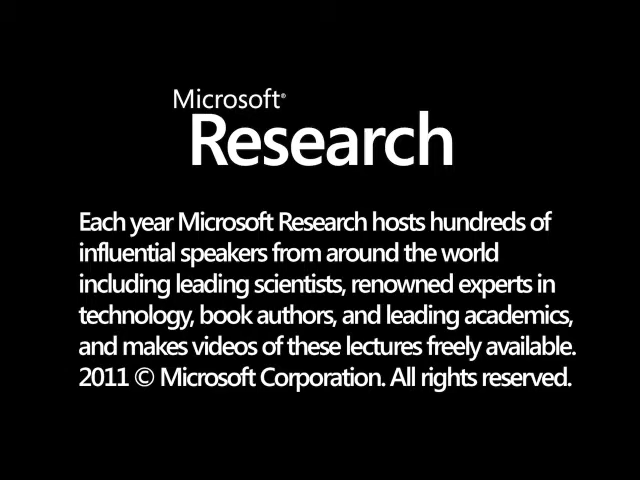 Microsoft®
Research
Each year Microsoft Research hosts hundreds of
influential speakers from around the world
including leading scientists, renowned experts in
technology, book authors, and leading academics,
and makes videos of these lectures freely available.
2011 © Microsoft Corporation. All rights reserved.